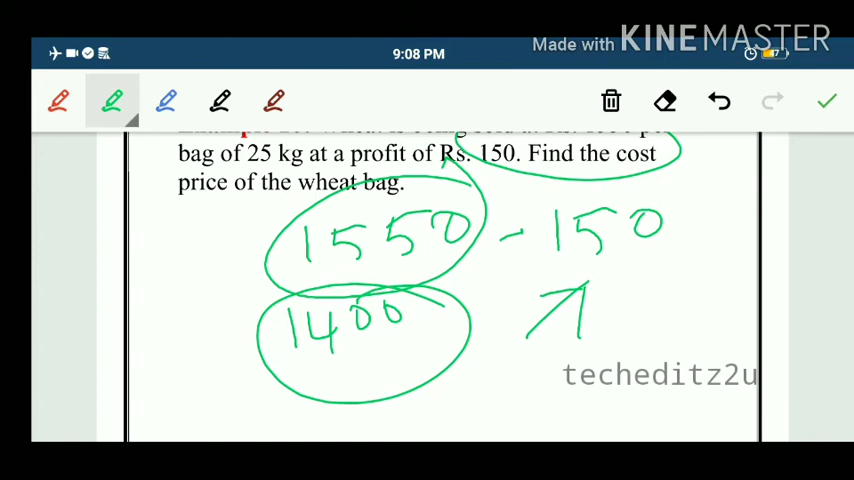 9:08 PM
Made with KINEMASTER
bag of 25 kg at a profit of Rs. 150. Find the cost
price of the wheat bag.
1550 - 150
1400
techeditz2u